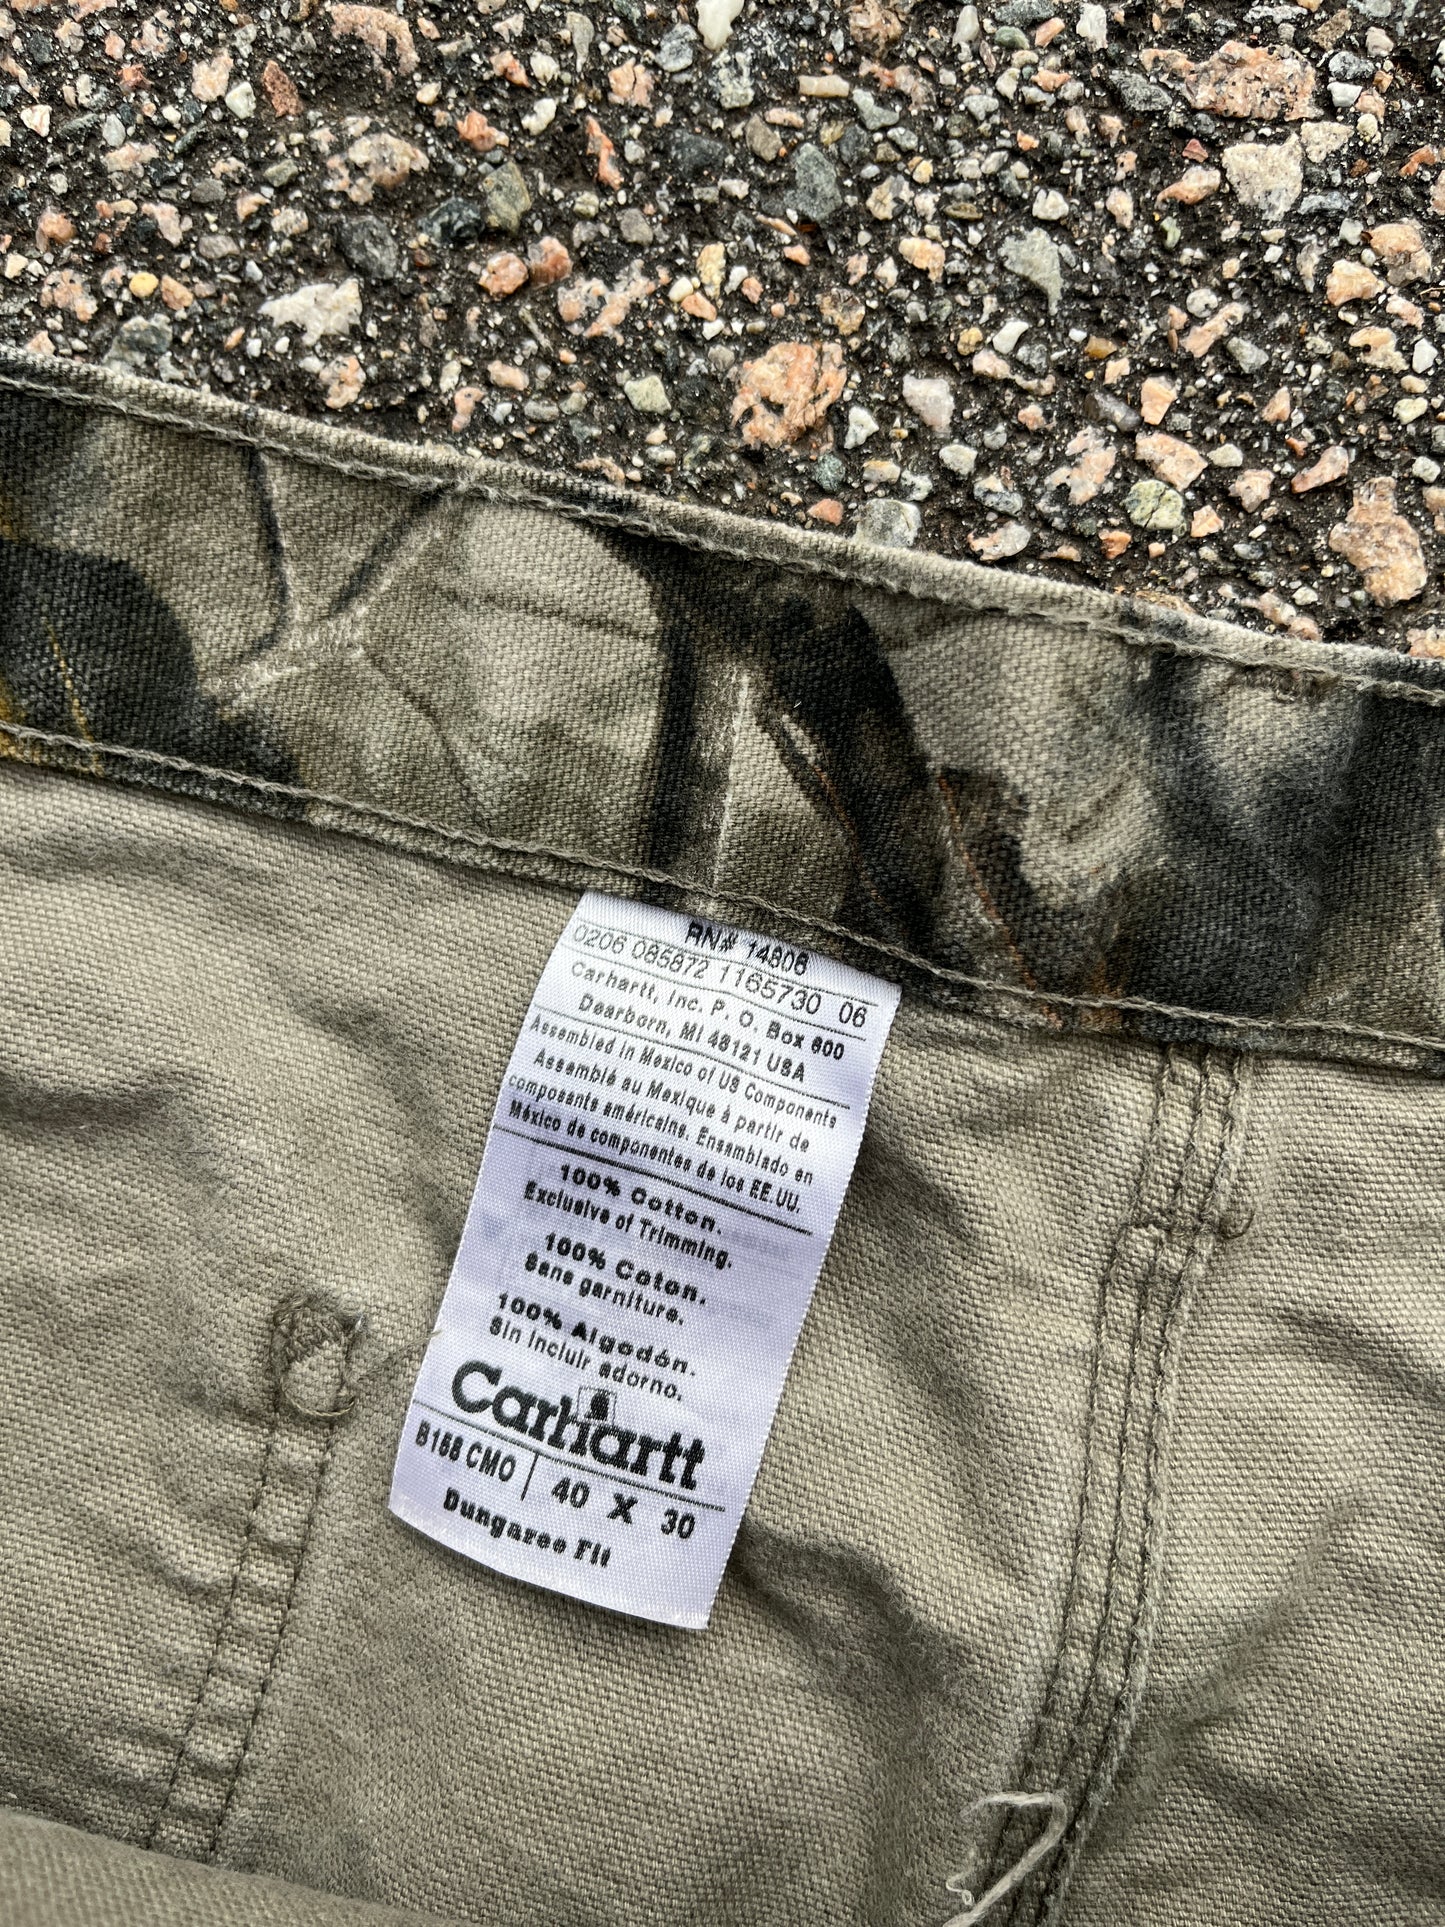 RN# 14806
0206 085872 1165730 06
Carhartt, Inc. P. O. Box 600
Dearborn, MI 48121 USA
Assembled in Mexico of US Components
Assemblé au Mexique à partir de
composants américains. Ensamblado en
México de componentes de los EE.UU.
100% Cotton.
Exclusive of Trimming.
100% Coton.
Sans garniture.
100% Algodón.
Sin incluir adorno.
Carhartt
B168 CMO 40 X 30
Dungaree Fit